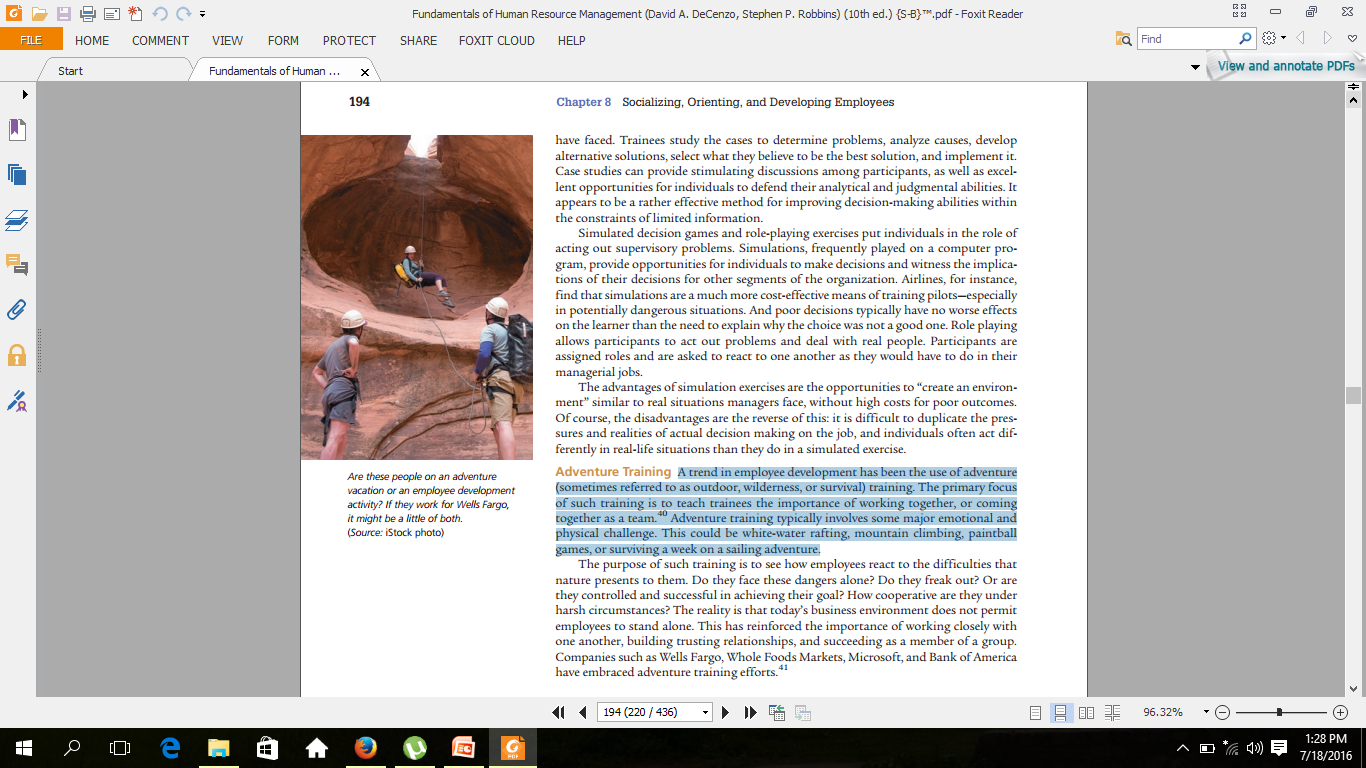 Fundamentals of Human Resource Management (David A. DeCenzo, Stephen P. Robbins) (10th ed.) {S-B}™.pdf - Foxit Reader
FILE HOME COMMENT VIEW FORM PROTECT SHARE FOXIT CLOUD HELP
Find
Start
Fundamentals of Human ...
View and annotate PDFs
194
Chapter 8 Socializing, Orienting, and Developing Employees
have faced. Trainees study the cases to determine problems, analyze causes, develop
alternative solutions, select what they believe to be the best solution, and implement it.
Case studies can provide stimulating discussions among participants, as well as excel-
lent opportunities for individuals to defend their analytical and judgmental abilities. It
appears to be a rather effective method for improving decision-making abilities within
the constraints of limited information.
Simulated decision games and role-playing exercises put individuals in the role of
acting out supervisory problems. Simulations, frequently played on a computer pro-
gram, provide opportunities for individuals to make decisions and witness the implica-
tions of their decisions for other segments of the organization. Airlines, for instance,
find that simulations are a much more cost-effective means of training pilots—especially
in potentially dangerous situations. And poor decisions typically have no worse effects
on the learner than the need to explain why the choice was not a good one. Role playing
allows participants to act out problems and deal with real people. Participants are
assigned roles and are asked to react to one another as they would have to do in their
managerial jobs.
The advantages of simulation exercises are the opportunities to “create an environ-
ment” similar to real situations managers face, without high costs for poor outcomes.
Of course, the disadvantages are the reverse of this: it is difficult to duplicate the pres-
sures and realities of actual decision making on the job, and individuals often act dif-
ferently in real-life situations than they do in a simulated exercise.
Adventure Training A trend in employee development has been the use of adventure
(sometimes referred to as outdoor, wilderness, or survival) training. The primary focus
of such training is to teach trainees the importance of working together, or coming
together as a team.40 Adventure training typically involves some major emotional and
physical challenge. This could be white-water rafting, mountain climbing, paintball
games, or surviving a week on a sailing adventure.
The purpose of such training is to see how employees react to the difficulties that
nature presents to them. Do they face these dangers alone? Do they freak out? Or are
they controlled and successful in achieving their goal? How cooperative are they under
harsh circumstances? The reality is that today’s business environment does not permit
employees to stand alone. This has reinforced the importance of working closely with
one another, building trusting relationships, and succeeding as a member of a group.
Companies such as Wells Fargo, Whole Foods Markets, Microsoft, and Bank of America
have embraced adventure training efforts.41
Are these people on an adventure
vacation or an employee development
activity? If they work for Wells Fargo,
it might be a little of both.
(Source: iStock photo)
194 (220 / 436)
96.32%
1:28 PM
7/18/2016